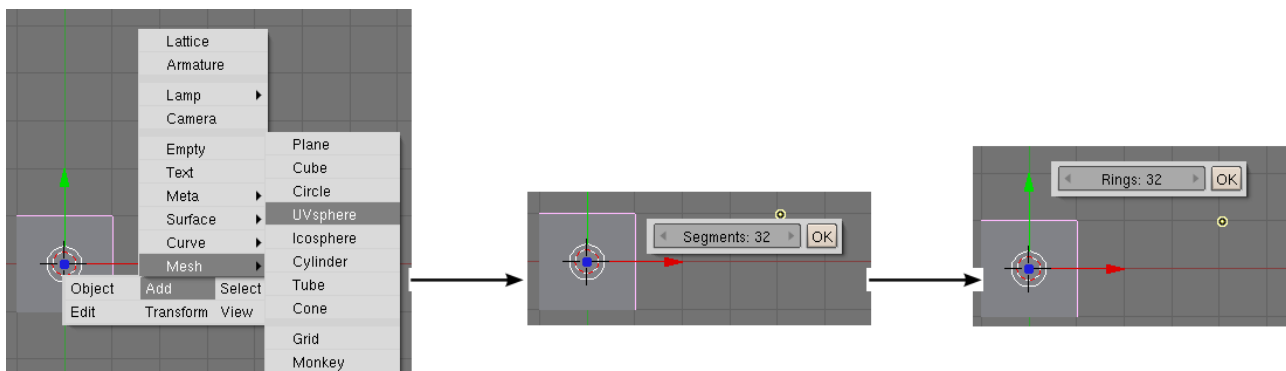 Lattice
Armature
Lamp
Camera
Empty
Text
Meta
Surface
Curve
Mesh
Object Add Select
Edit Transform View
Plane
Cube
Circle
UVsphere
Icosphere
Cylinder
Tube
Cone
Grid
Monkey
Segments: 32 OK
Rings: 32 OK